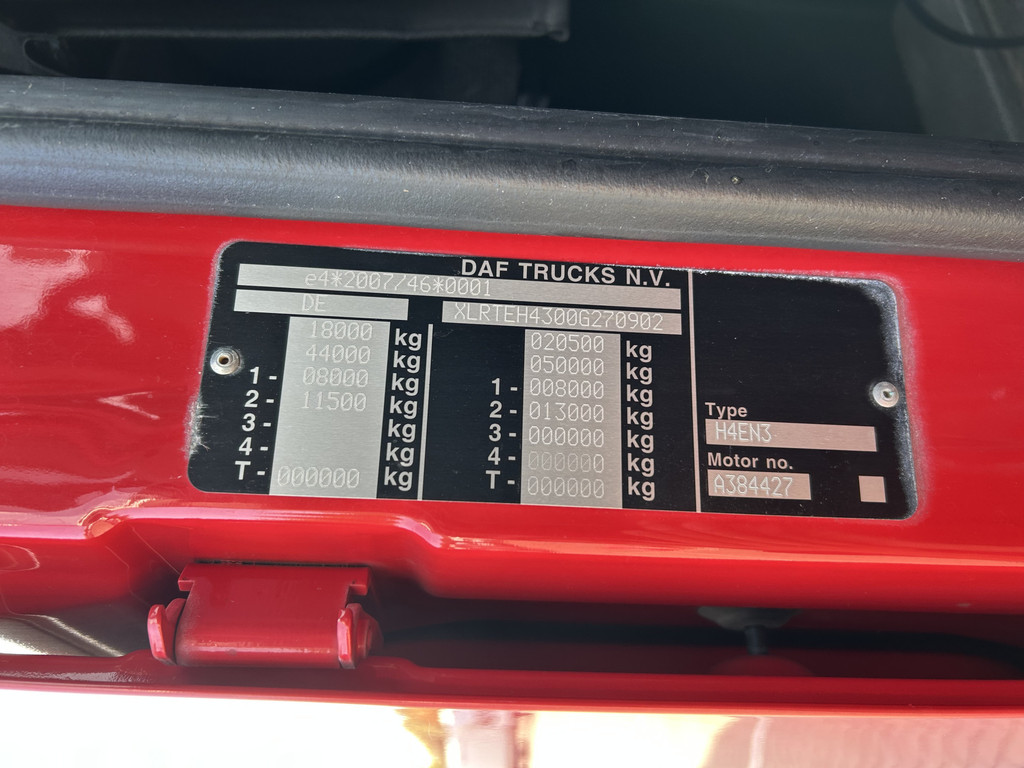 DAF TRUCKS N.V.
e4*2007/46*0001
DE XLRTEH4300G270902
18000 kg 020500 kg
44000 kg 050000 kg
1- 08000 kg 1- 008000 kg
2- 11500 kg 2- 013000 kg
3- kg 3- 000000 kg
4- kg 4- 000000 kg
T- 000000 kg T- 000000 kg
Type
H4EN3
Motor no.
A384427